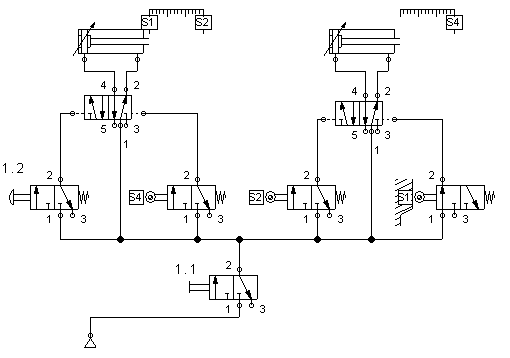 S1 S2 S4
4 2 4 2
5 3 5 3
1 1
1.2 2 2 2 2
S4 S2 S1
1 3 1 3 1 3 1 3
1.1 2
1 3